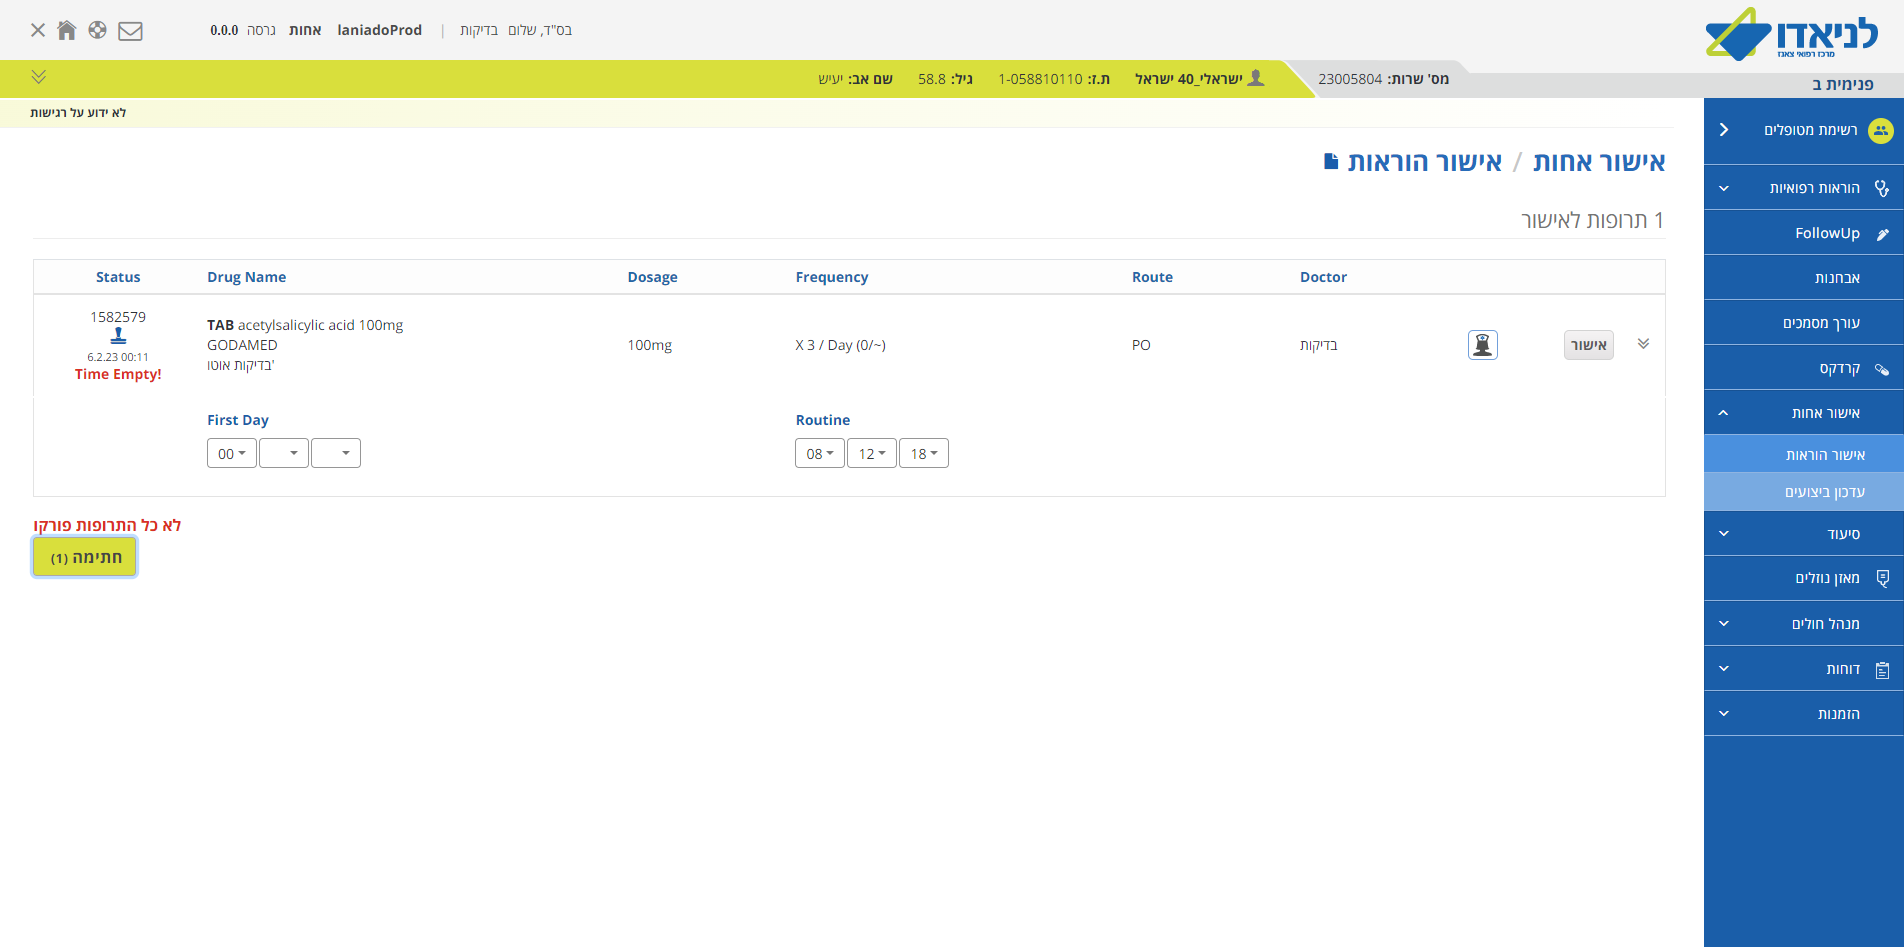 לניאדו
מרכז רפואי צאנז
בס"ד, שלום בדיקות | laniadoProd אחות גרסה 0.0.0
פנימית ב
מס' שרות: 23005804
ישראלי_40 ישראל ת.ז: 1-058810110 גיל: 58.8 שם אב: יעיש
לא ידוע על רגישות
רשימת מטופלים
הוראות רפואיות
FollowUp
אבחנות
עורך מסמכים
קרדקס
אישור אחות
אישור הוראות
עדכון ביצועים
סיעוד
מאזן נוזלים
מנהל חולים
דוחות
הזמנות
אישור אחות / אישור הוראות
1 תרופות לאישור
Status Drug Name Dosage Frequency Route Doctor
1582579
6.2.23 00:11
Time Empty!
TAB acetylsalicylic acid 100mg
GODAMED
בדיקות אוטו'
100mg
X 3 / Day (0/~)
PO
בדיקות
אישור
First Day
00
Routine
08 12 18
לא כל התרופות פורקו
חתימה (1)